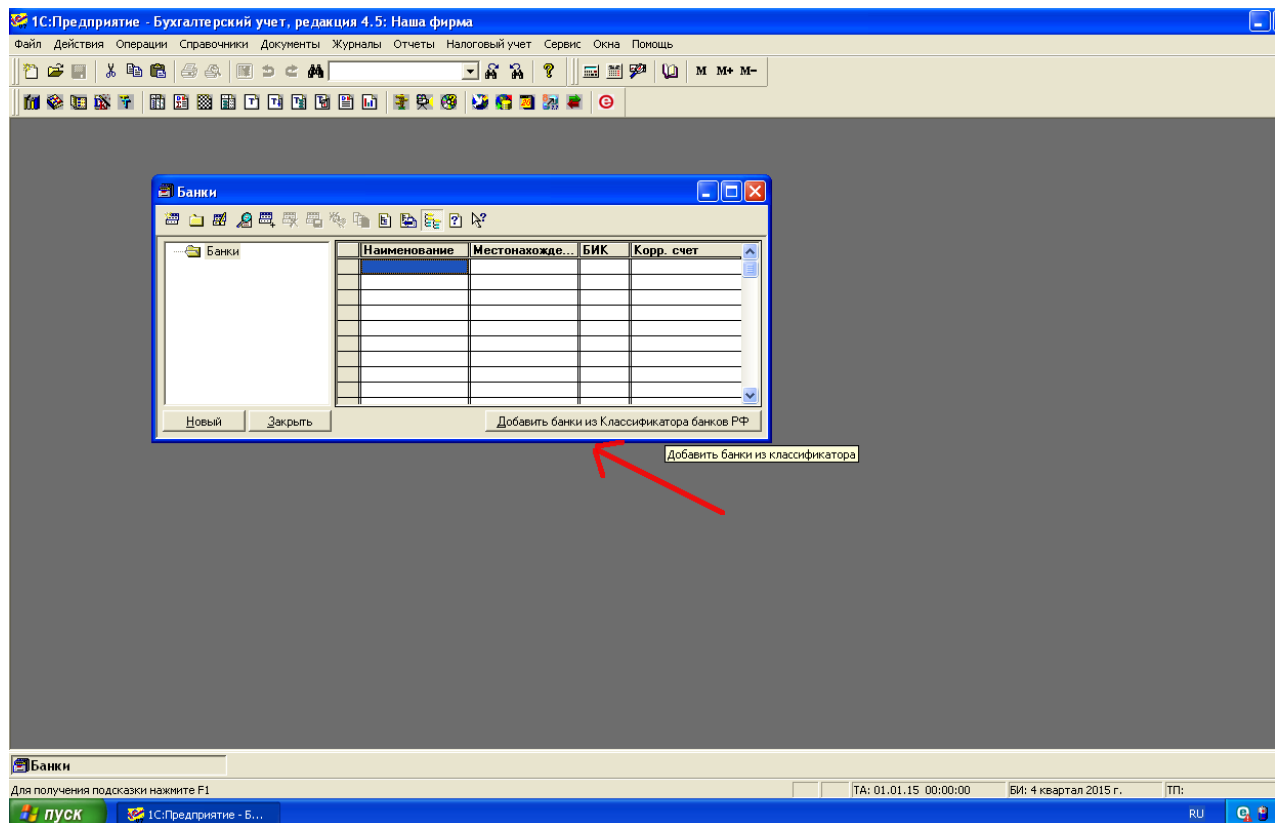 1С:Предприятие - Бухгалтерский учет, редакция 4.5: Наша фирма
Файл Действия Операции Справочники Документы Журналы Отчеты Налоговый учет Сервис Окна Помощь
M M+ M-
Банки
Банки
Наименование Местонахожде... БИК Корр. счет
Новый Закрыть Добавить банки из Классификатора банков РФ
Добавить банки из классификатора
Банки
Для получения подсказки нажмите F1 ТА: 01.01.15 00:00:00 БИ: 4 квартал 2015 г. ТП:
пуск 1С:Предприятие - Б... RU